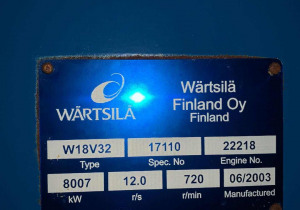 WÄRTSILÄ
Wärtsilä
Finland Oy
Finland
W18V32 17110 22218
Type Spec. No Engine No.
8007 12.0 720 06/2003
kW r/s r/min Manufactured